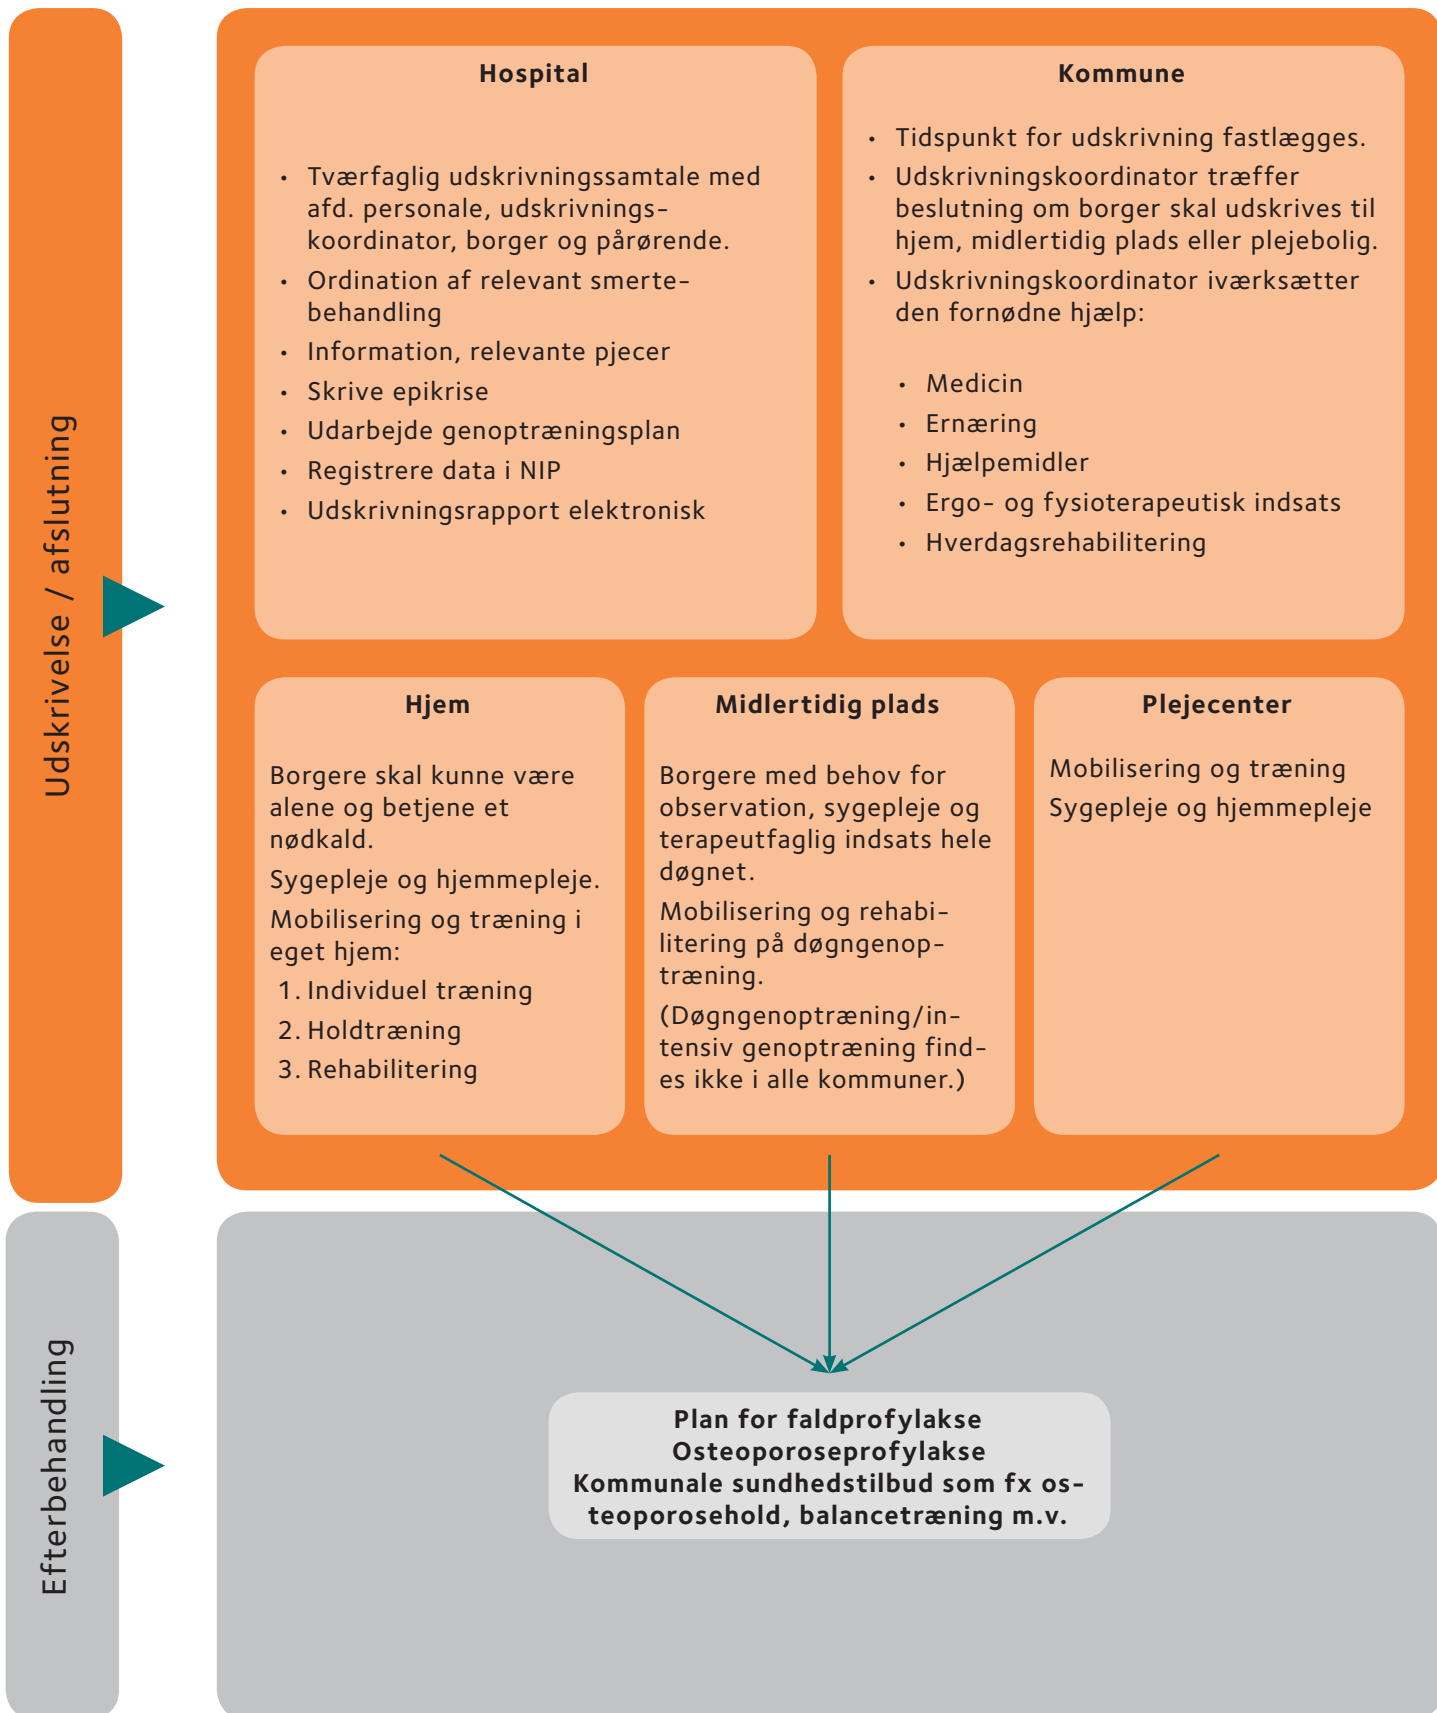 Udskrivelse / afslutning
Hospital
• Tværfaglig udskrivningssamtale med
afd. personale, udskrivnings-
koordinator, borger og pårørende.
• Ordination af relevant smerte-
behandling
• Information, relevante pjecer
• Skrive epikrise
• Udarbejde genoptræningsplan
• Registrere data i NIP
• Udskrivningsrapport elektronisk
Kommune
• Tidspunkt for udskrivning fastlægges.
• Udskrivningskoordinator træffer
beslutning om borger skal udskrives til
hjem, midlertidig plads eller plejebolig.
• Udskrivningskoordinator iværksætter
den fornødne hjælp:
• Medicin
• Ernæring
• Hjælpemidler
• Ergo- og fysioterapeutisk indsats
• Hverdagsrehabilitering
Hjem
Borgere skal kunne være
alene og betjene et
nødkald.
Sygepleje og hjemmepleje.
Mobilisering og træning i
eget hjem:
1. Individuel træning
2. Holdtræning
3. Rehabilitering
Midlertidig plads
Borgere med behov for
observation, sygepleje og
terapeutfaglig indsats hele
døgnet.
Mobilisering og rehabi-
litering på døgngenop-
træning.
(Døgngenoptræning/in-
tensiv genoptræning find-
es ikke i alle kommuner.)
Plejecenter
Mobilisering og træning
Sygepleje og hjemmepleje
Efterbehandling
Plan for faldprofylakse
Osteoporoseprofylakse
Kommunale sundhedstilbud som fx os-
teoporosehold, balancetræning m.v.